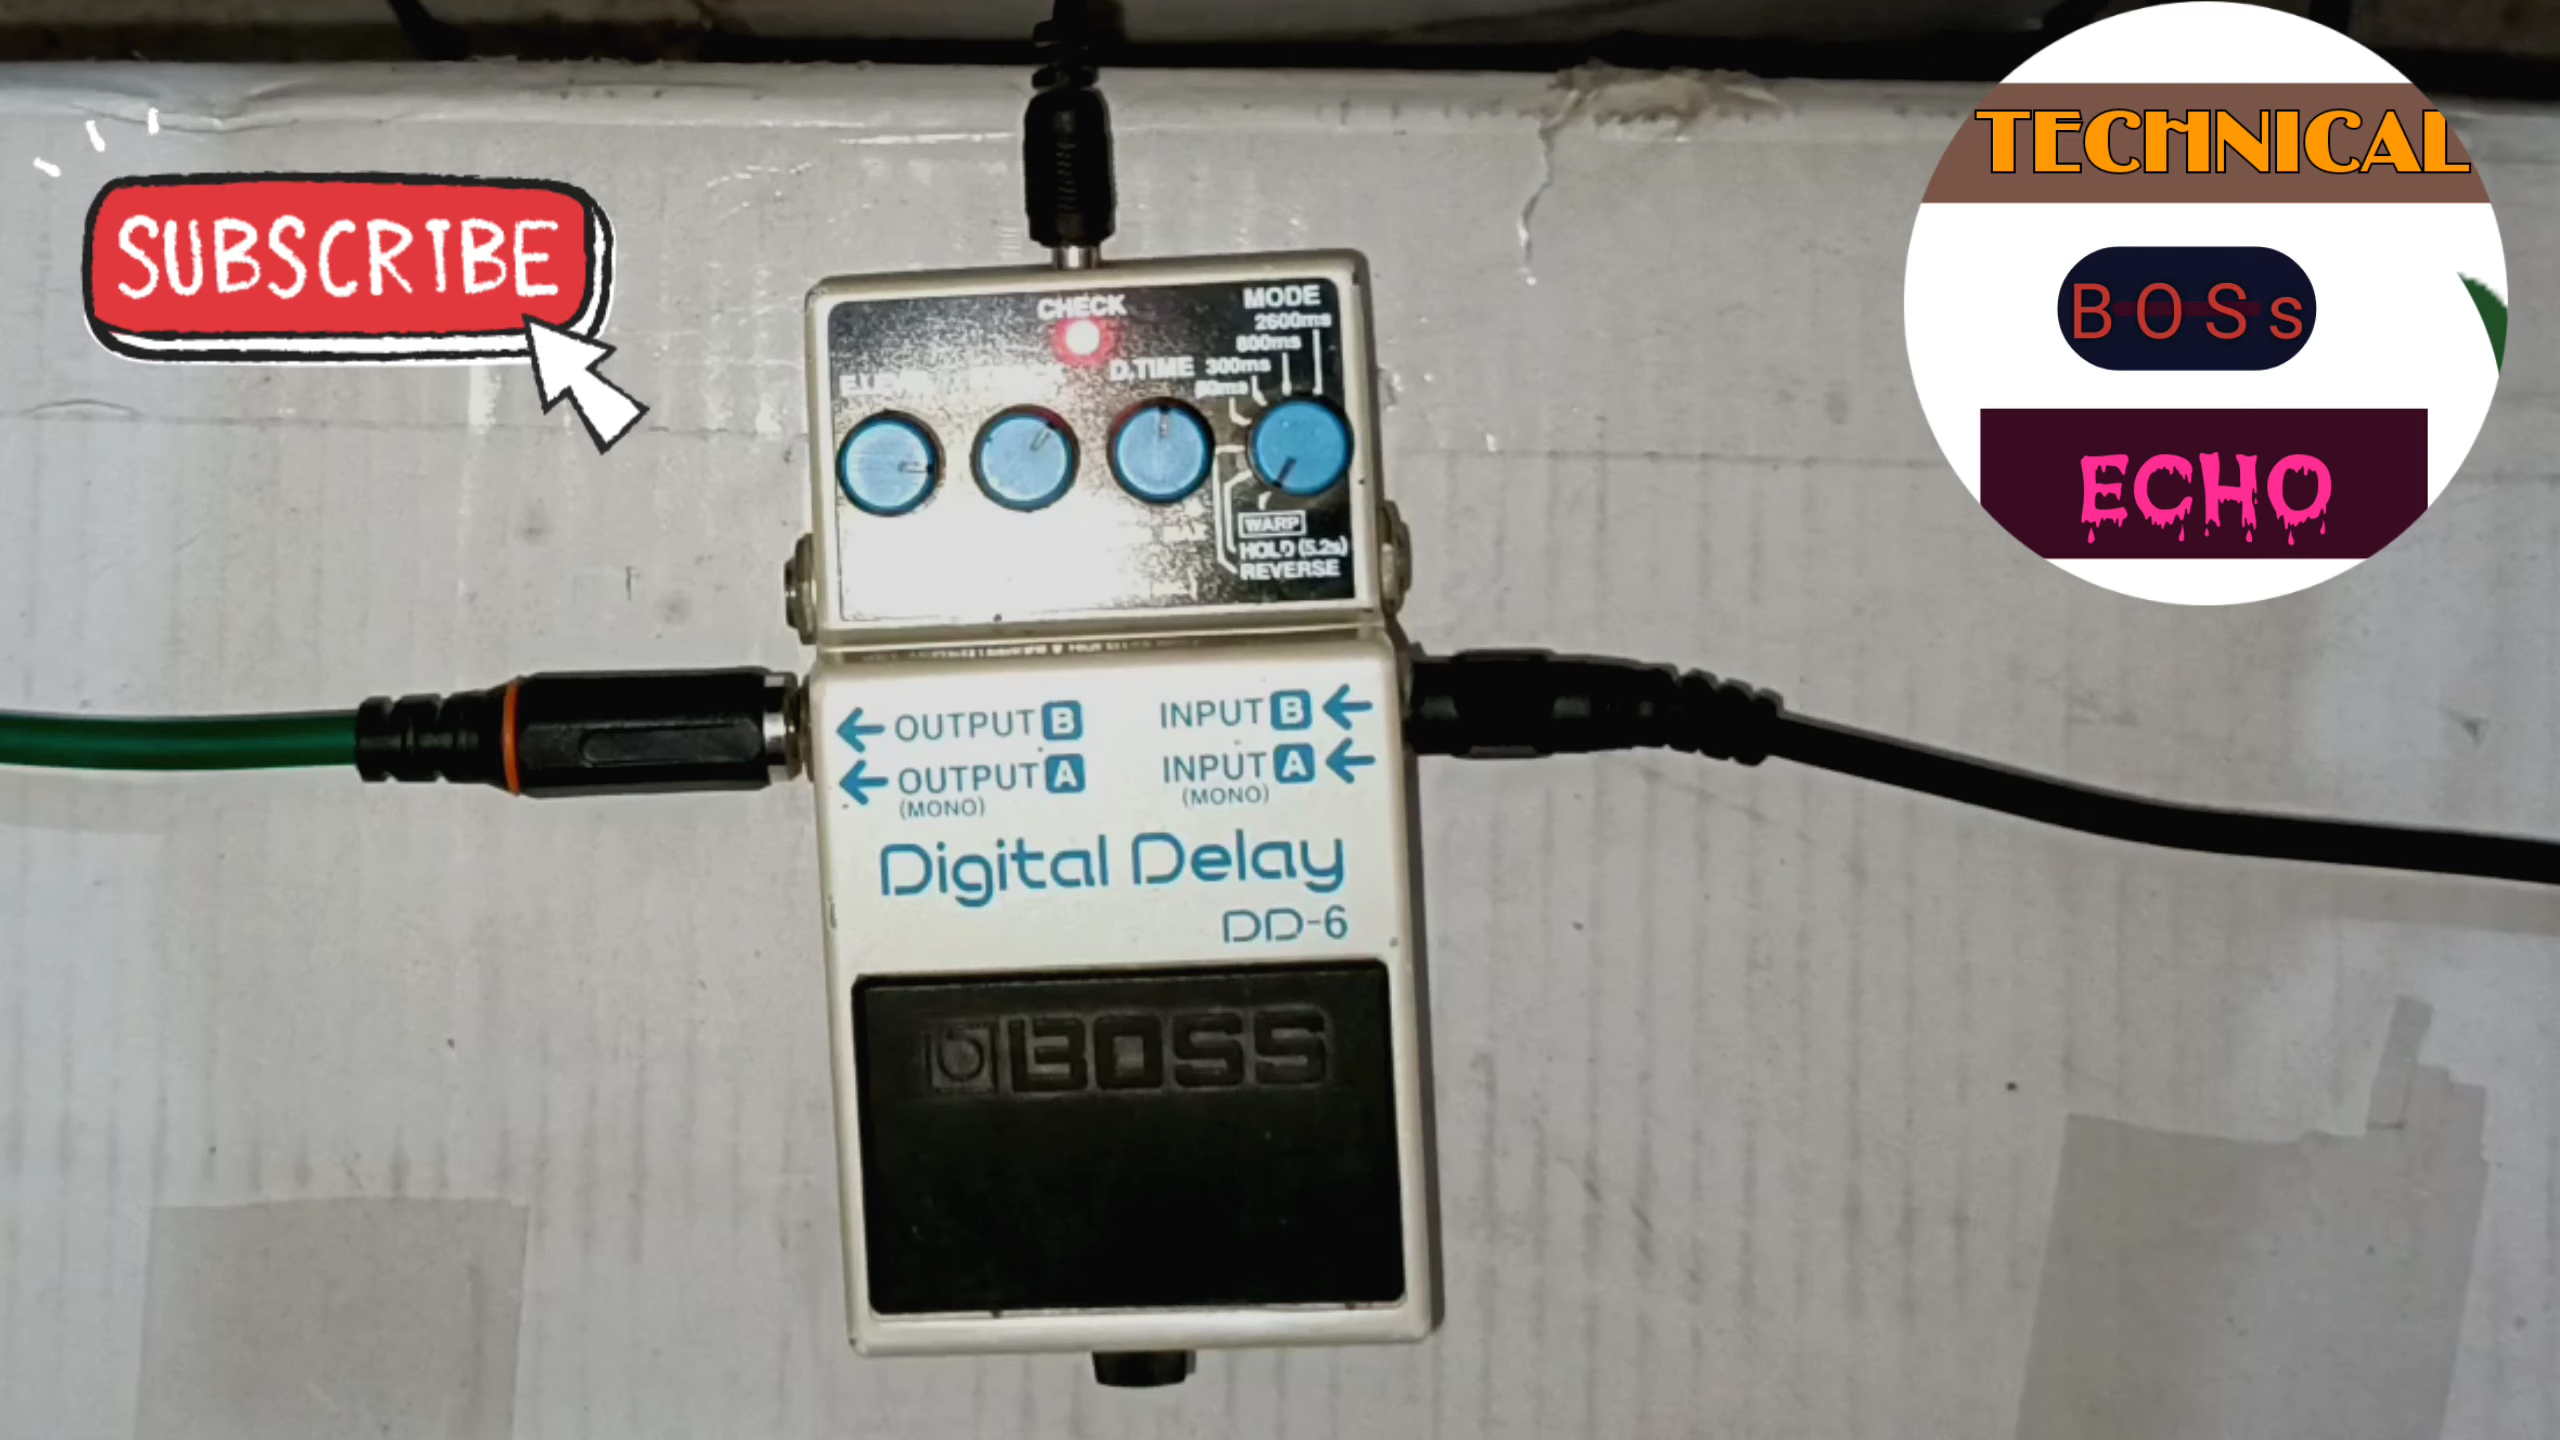 SUBSCRIBE
TECHNICAL
BOSs
ECHO
CHECK
MODE
2600ms
800ms
D.TIME
300ms
50ms
WARP
HOLD (5.2s)
REVERSE
OUTPUT B
INPUT B
OUTPUT A
INPUT A
(MONO)
(MONO)
Digital Delay
DD-6
BOSS